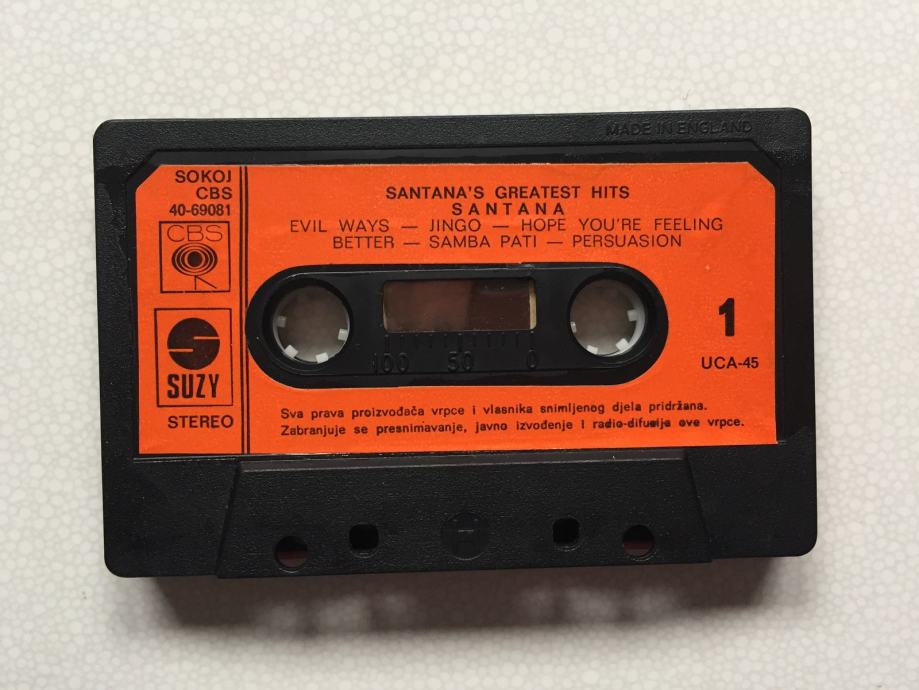 MADE IN ENGLAND
SOKOJ
CBS
40-69081
CBS
SUZY
STEREO
SANTANA'S GREATEST HITS
SANTANA
EVIL WAYS — JINGO — HOPE YOU'RE FEELING
BETTER — SAMBA PATI — PERSUASION
100 50 0
1
UCA-45
Sva prava proizvođača vrpce i vlasnika snimljenog djela pridržana.
Zabranjuje se presnimavanje, javno izvođenje i radio-difuzija ove vrpce.